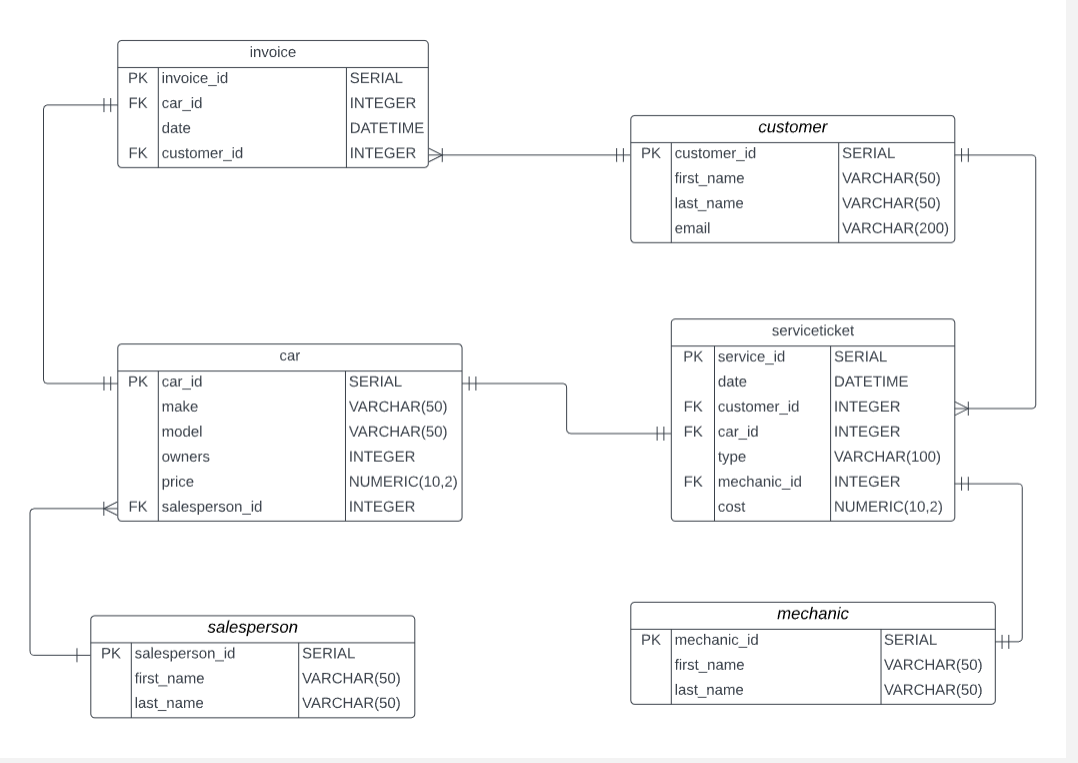 invoice
PK invoice_id SERIAL
FK car_id INTEGER
date DATETIME
FK customer_id INTEGER
customer
PK customer_id SERIAL
first_name VARCHAR(50)
last_name VARCHAR(50)
email VARCHAR(200)
car
PK car_id SERIAL
make VARCHAR(50)
model VARCHAR(50)
owners INTEGER
price NUMERIC(10,2)
FK salesperson_id INTEGER
serviceticket
PK service_id SERIAL
date DATETIME
FK customer_id INTEGER
FK car_id INTEGER
type VARCHAR(100)
FK mechanic_id INTEGER
cost NUMERIC(10,2)
salesperson
PK salesperson_id SERIAL
first_name VARCHAR(50)
last_name VARCHAR(50)
mechanic
PK mechanic_id SERIAL
first_name VARCHAR(50)
last_name VARCHAR(50)